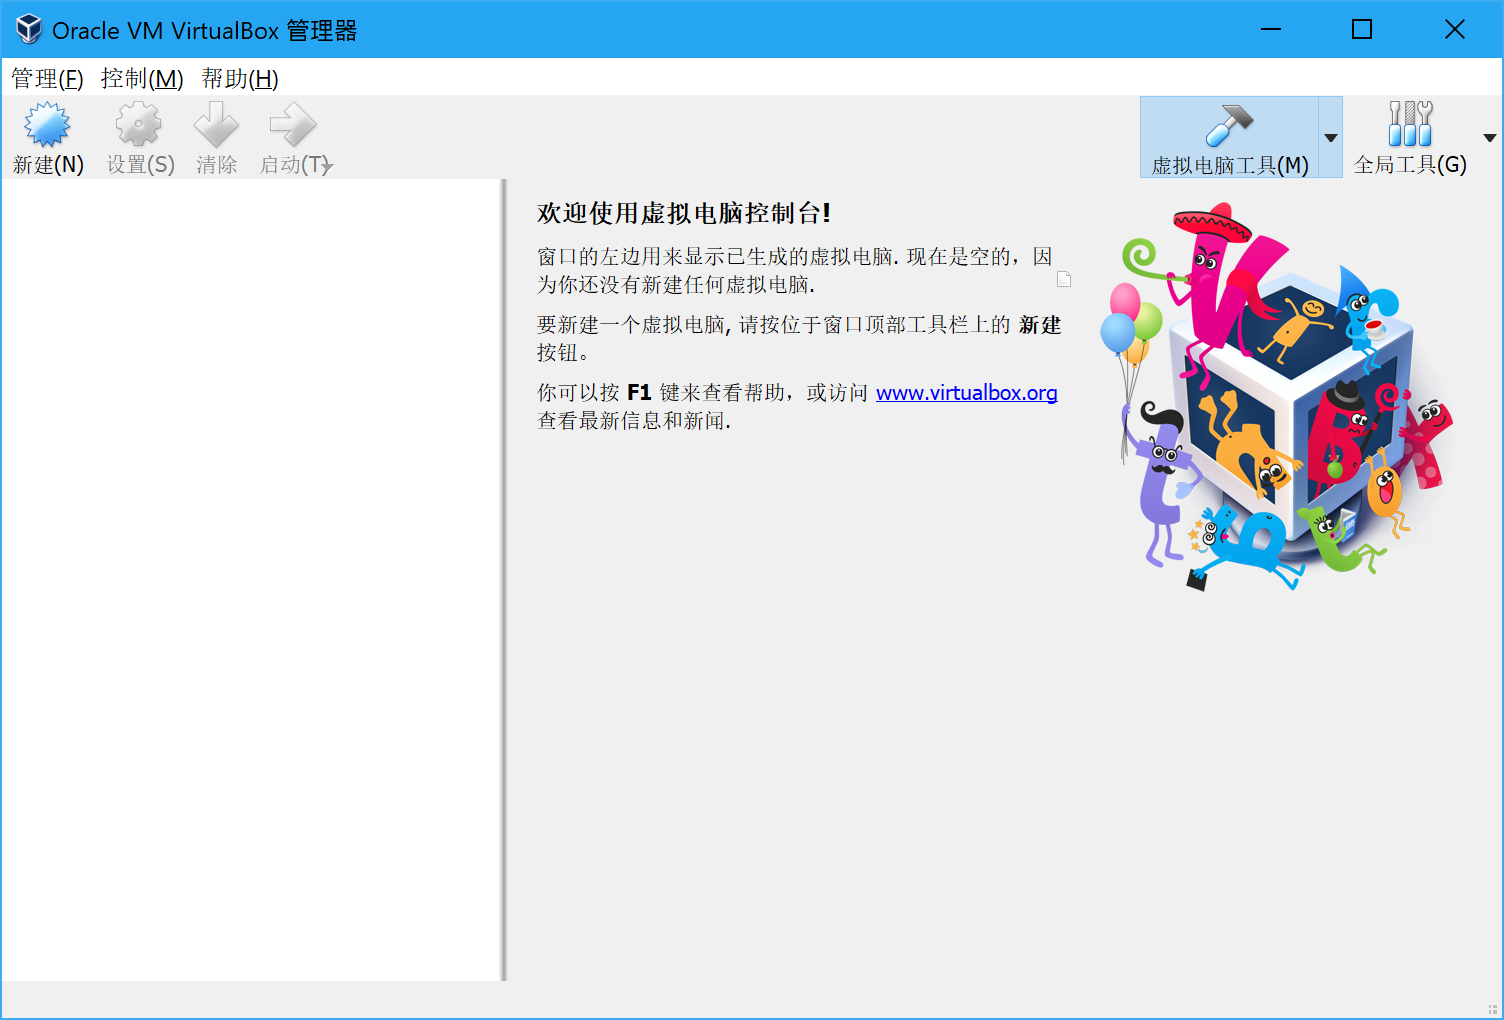 Oracle VM VirtualBox 管理器
管理(F) 控制(M) 帮助(H)
新建(N) 设置(S) 清除 启动(T) 虚拟电脑工具(M) 全局工具(G)
欢迎使用虚拟电脑控制台!
窗口的左边用来显示已生成的虚拟电脑. 现在是空的，因
为你还没有新建任何虚拟电脑.
要新建一个虚拟电脑, 请按位于窗口顶部工具栏上的 新建
按钮。
你可以按 F1 键来查看帮助，或访问 www.virtualbox.org
查看最新信息和新闻.